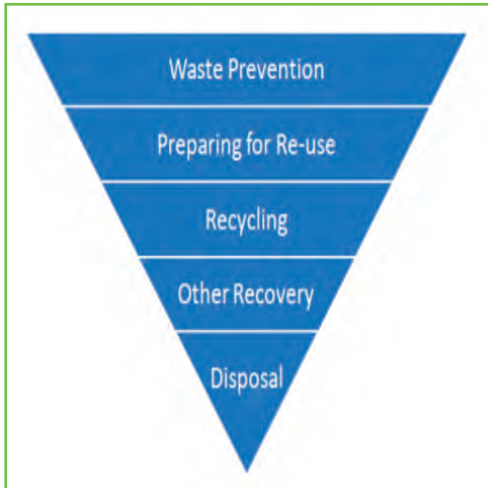 Waste Prevention
Preparing for Re-use
Recycling
Other Recovery
Disposal